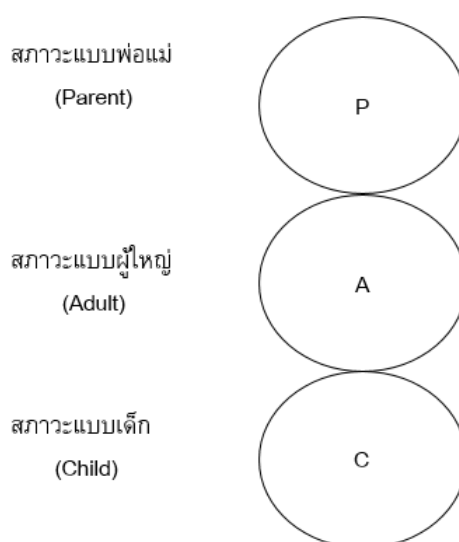 สภาวะแบบพ่อแม่
(Parent)
P
สภาวะแบบผู้ใหญ่
(Adult)
A
สภาวะแบบเด็ก
(Child)
C